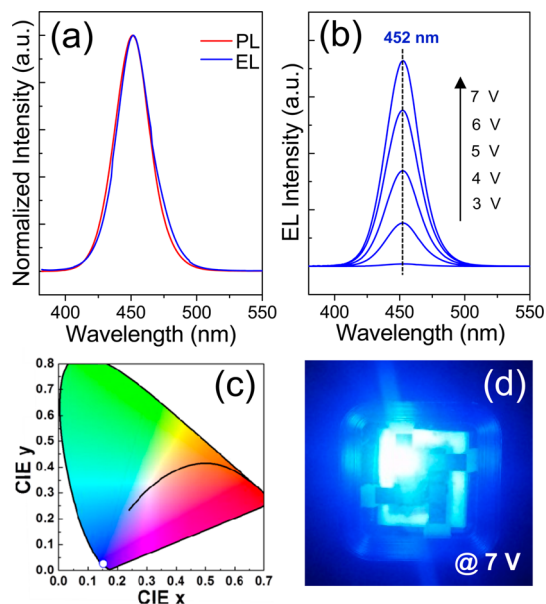 (a)
PL
EL
Normalized Intensity (a.u.)
400 450 500 550
Wavelength (nm)
(b)
452 nm
7 V
6 V
5 V
4 V
3 V
EL Intensity (a.u.)
400 450 500 550
Wavelength (nm)
(c)
0.8
0.7
0.6
0.5
0.4
0.3
0.2
0.1
0.0
CIE y
0.0 0.1 0.2 0.3 0.4 0.5 0.6 0.7
CIE x
(d)
@ 7 V